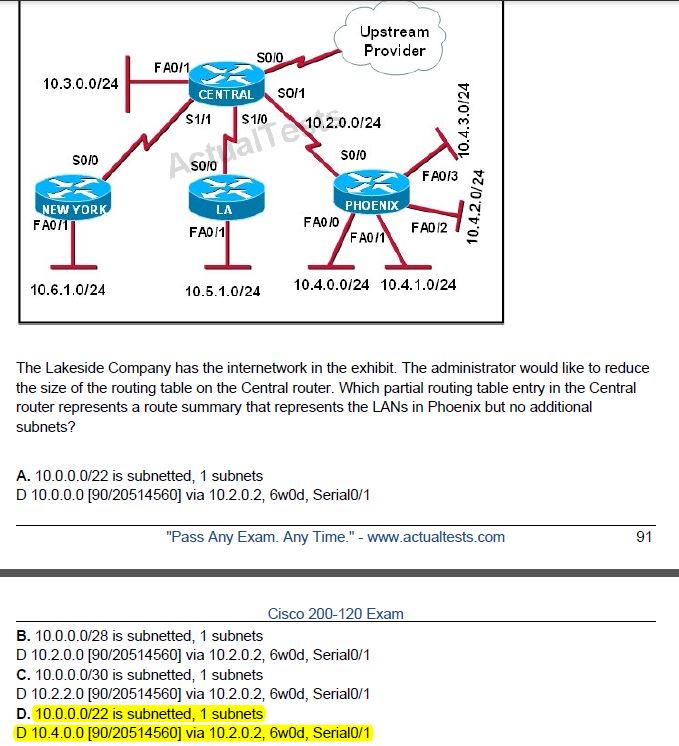 Upstream
Provider
FA0/1
S0/0
10.3.0.0/24
CENTRAL
S0/1
S1/1
S1/0
10.2.0.0/24
10.4.3.0/24
ActualTests
S0/0
S0/0
S0/0
FA0/3
NEW YORK
LA
PHOENIX
10.4.2.0/24
FA0/1
FA0/1
FA0/0
FA0/1
FA0/2
10.6.1.0/24
10.5.1.0/24
10.4.0.0/24
10.4.1.0/24
The Lakeside Company has the internetwork in the exhibit. The administrator would like to reduce
the size of the routing table on the Central router. Which partial routing table entry in the Central
router represents a route summary that represents the LANs in Phoenix but no additional
subnets?
A. 10.0.0.0/22 is subnetted, 1 subnets
D 10.0.0.0 [90/20514560] via 10.2.0.2, 6w0d, Serial0/1
"Pass Any Exam. Any Time." - www.actualtests.com 91
Cisco 200-120 Exam
B. 10.0.0.0/28 is subnetted, 1 subnets
D 10.2.0.0 [90/20514560] via 10.2.0.2, 6w0d, Serial0/1
C. 10.0.0.0/30 is subnetted, 1 subnets
D 10.2.2.0 [90/20514560] via 10.2.0.2, 6w0d, Serial0/1
D. 10.0.0.0/22 is subnetted, 1 subnets
D 10.4.0.0 [90/20514560] via 10.2.0.2, 6w0d, Serial0/1